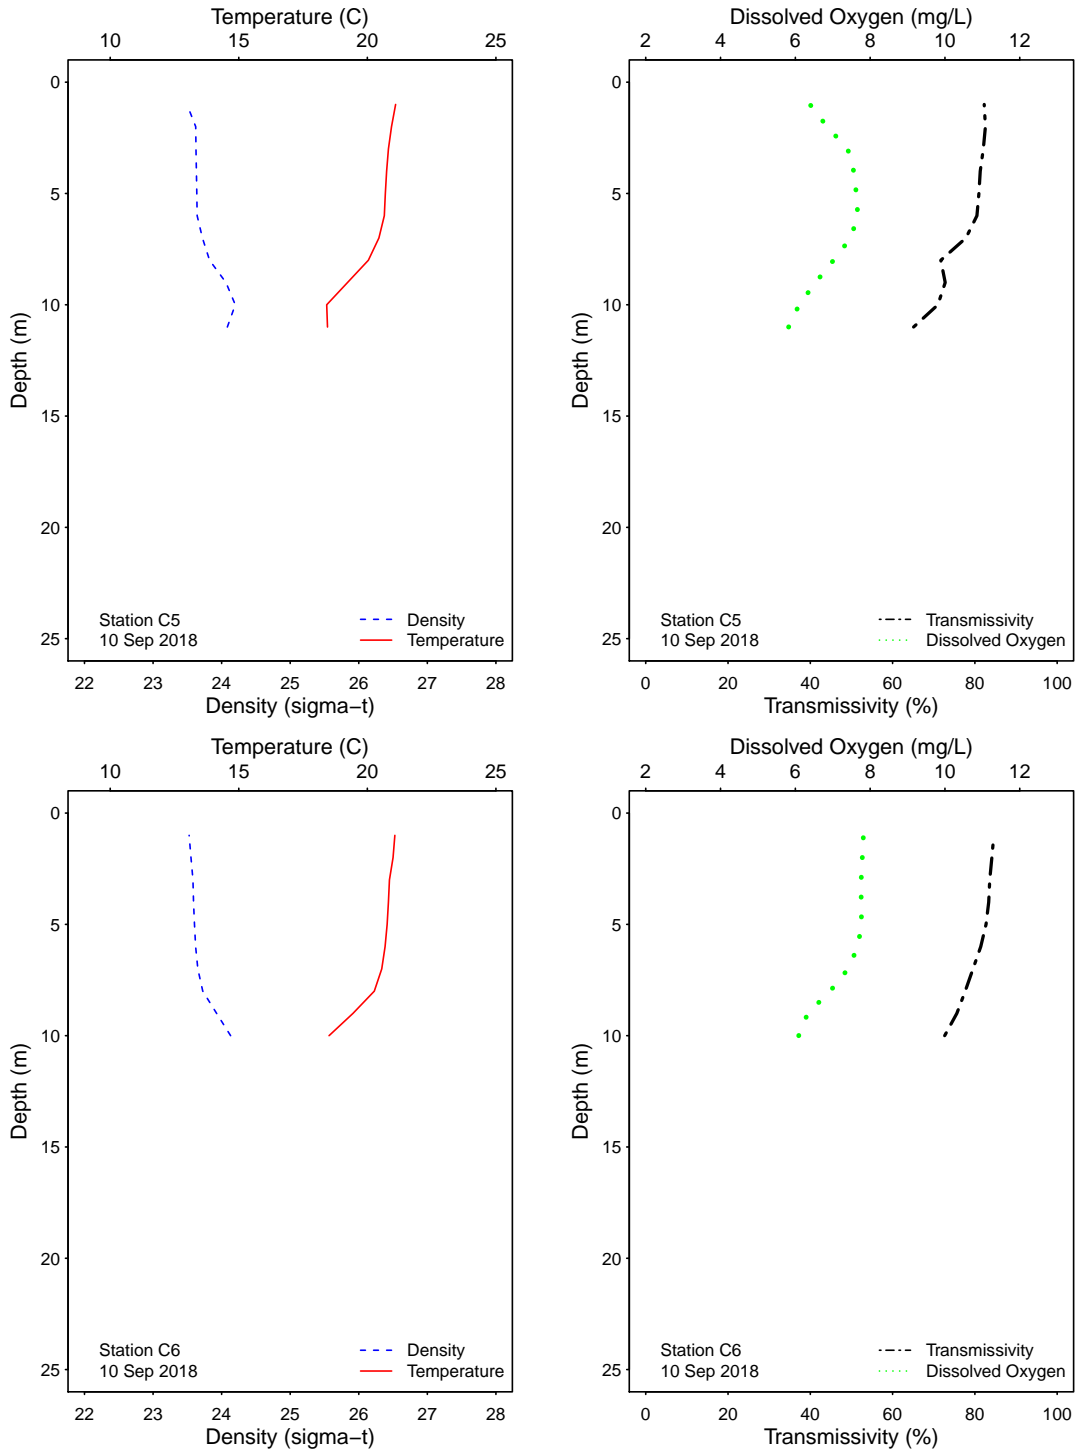 Temperature (C)
10 15 20 25
0
5
10
15
20
25
Depth (m)
Station C5
10 Sep 2018
Density
Temperature
22 23 24 25 26 27 28
Density (sigma−t)
Dissolved Oxygen (mg/L)
2 4 6 8 10 12
0
5
10
15
20
25
Depth (m)
Station C5
10 Sep 2018
Transmissivity
Dissolved Oxygen
0 20 40 60 80 100
Transmissivity (%)
Temperature (C)
10 15 20 25
0
5
10
15
20
25
Depth (m)
Station C6
10 Sep 2018
Density
Temperature
22 23 24 25 26 27 28
Density (sigma−t)
Dissolved Oxygen (mg/L)
2 4 6 8 10 12
0
5
10
15
20
25
Depth (m)
Station C6
10 Sep 2018
Transmissivity
Dissolved Oxygen
0 20 40 60 80 100
Transmissivity (%)